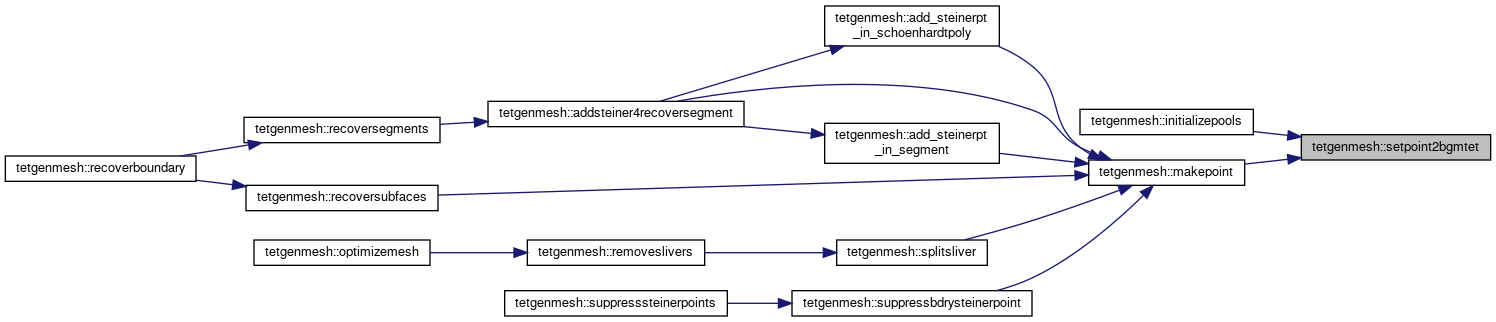 tetgenmesh::add_steinerpt
_in_schoenhardtpoly
tetgenmesh::addsteiner4recoversegment
tetgenmesh::initializepools
tetgenmesh::recoversegments
tetgenmesh::add_steinerpt
_in_segment
tetgenmesh::setpoint2bgmtet
tetgenmesh::recoverboundary
tetgenmesh::makepoint
tetgenmesh::recoversubfaces
tetgenmesh::optimizemesh
tetgenmesh::removeslivers
tetgenmesh::splitsliver
tetgenmesh::suppresssteinerpoints
tetgenmesh::suppressbdrysteinerpoint